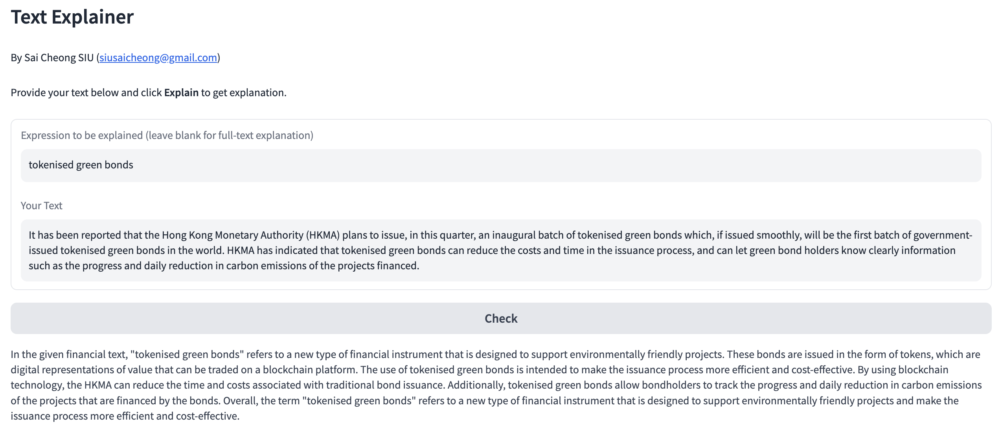 Text Explainer
By Sai Cheong SIU (siusaicheong@gmail.com)
Provide your text below and click Explain to get explanation.
Expression to be explained (leave blank for full-text explanation)
tokenised green bonds
Your Text
It has been reported that the Hong Kong Monetary Authority (HKMA) plans to issue, in this quarter, an inaugural batch of tokenised green bonds which, if issued smoothly, will be the first batch of government-
issued tokenised green bonds in the world. HKMA has indicated that tokenised green bonds can reduce the costs and time in the issuance process, and can let green bond holders know clearly information
such as the progress and daily reduction in carbon emissions of the projects financed.
Check
In the given financial text, "tokenised green bonds" refers to a new type of financial instrument that is designed to support environmentally friendly projects. These bonds are issued in the form of tokens, which are
digital representations of value that can be traded on a blockchain platform. The use of tokenised green bonds is intended to make the issuance process more efficient and cost-effective. By using blockchain
technology, the HKMA can reduce the time and costs associated with traditional bond issuance. Additionally, tokenised green bonds allow bondholders to track the progress and daily reduction in carbon emissions
of the projects that are financed by the bonds. Overall, the term "tokenised green bonds" refers to a new type of financial instrument that is designed to support environmentally friendly projects and make the
issuance process more efficient and cost-effective.